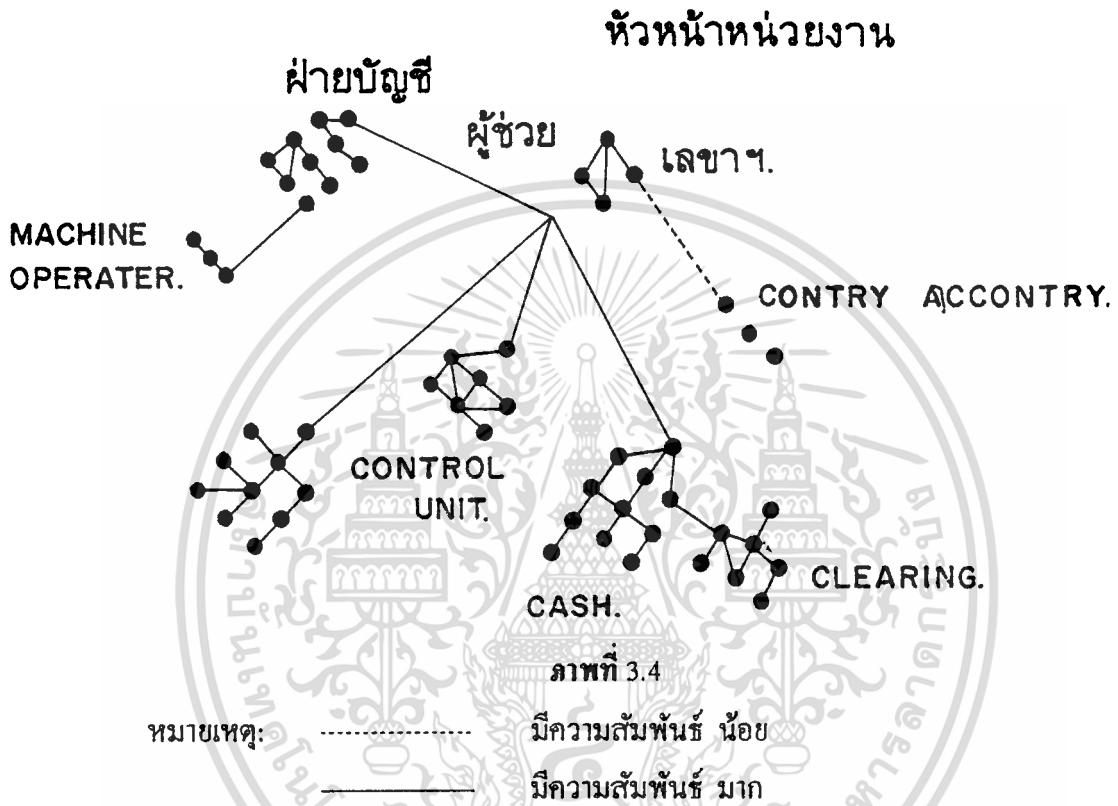 หัวหน้าหน่วยงาน
ฝ่ายบัญชี
ผู้ช่วย
เลขาฯ.
MACHINE
OPERATER.
CONTRY ACCONTRY.
CONTROL
UNIT.
CLEARING.
CASH.
ภาพที่ 3.4
หมายเหตุ: มีความสัมพันธ์ น้อย
มีความสัมพันธ์ มาก